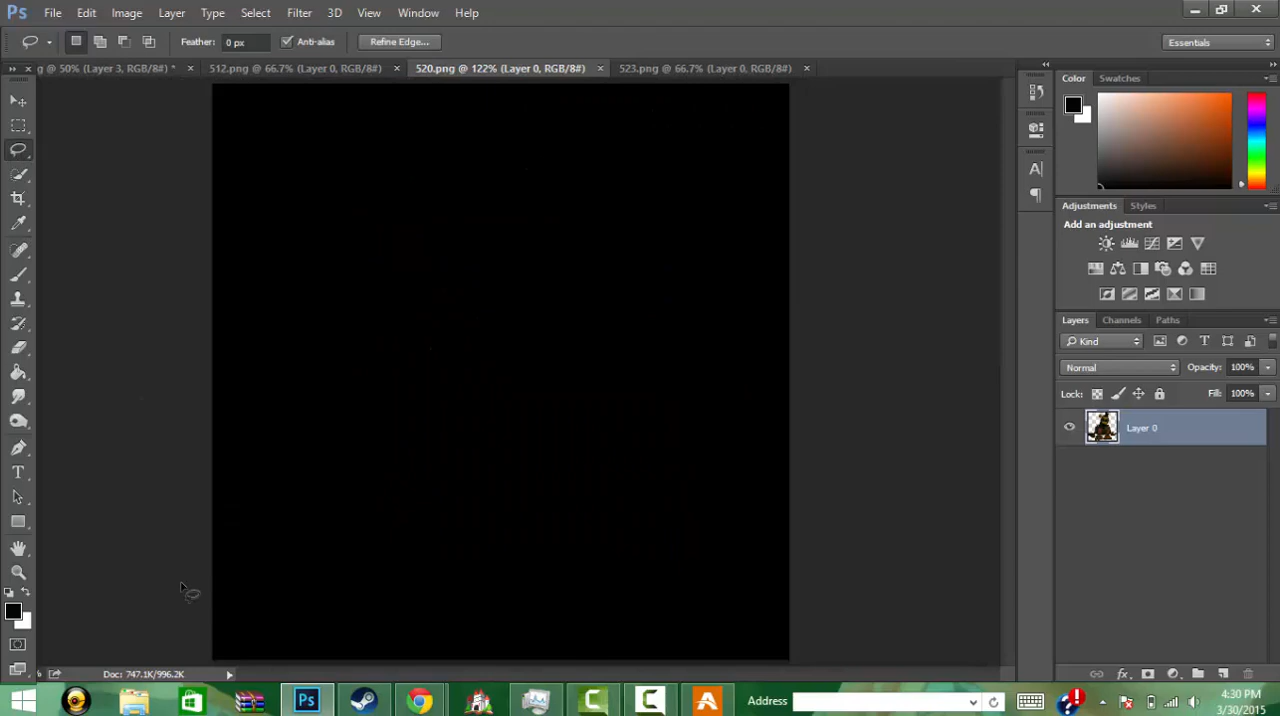 Ps File Edit Image Layer Type Select Filter 3D View Window Help
Feather: 0 px Anti-alias Refine Edge... Essentials
g @ 50% (Layer 3, RGB/8#) * 512.png @ 66.7% (Layer 0, RGB/8#) 520.png @ 122% (Layer 0, RGB/8#) 523.png @ 66.7% (Layer 0, RGB/8#)
Color Swatches
Adjustments Styles
Add an adjustment
Layers Channels Paths
Kind
Normal Opacity: 100%
Lock: Fill: 100%
Layer 0
% Doc: 747.1K/996.2K
Ps Address 4:30 PM
3/30/2015